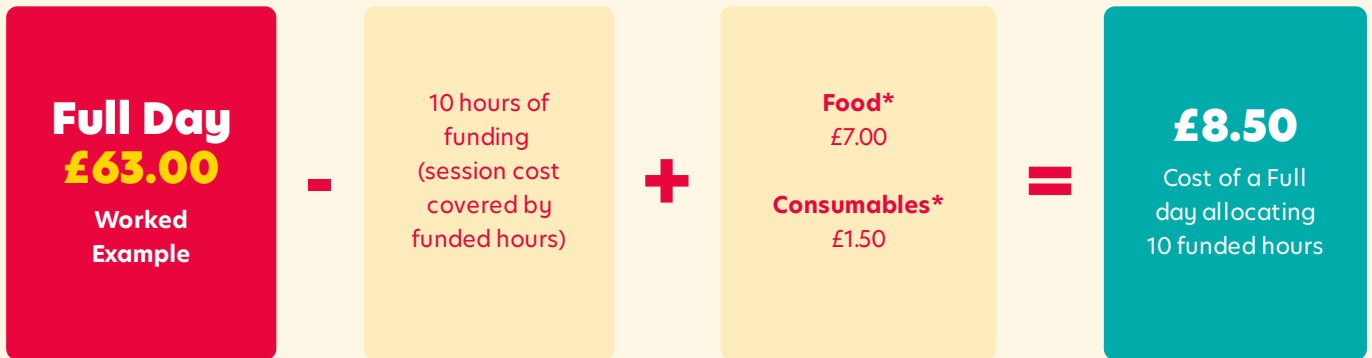 Full Day
£63.00
Worked
Example
-
10 hours of
funding
(session cost
covered by
funded hours)
+
Food*
£7.00
Consumables*
£1.50
=
£8.50
Cost of a Full
day allocating
10 funded hours